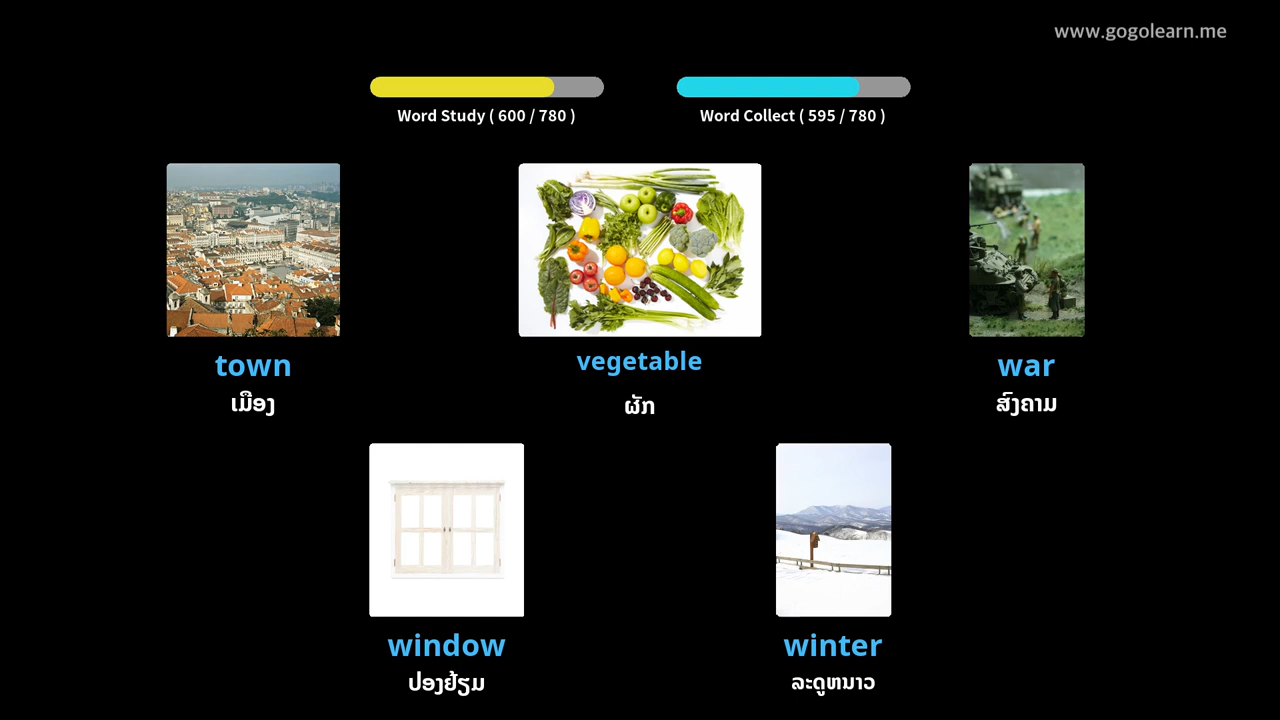 www.gogolearn.me
Word Study ( 600 / 780 )
Word Collect ( 595 / 780 )
town
ເມືອງ
vegetable
ຜັກ
war
ສົງຄາມ
window
ປອງຢ້ຽມ
winter
ລະດູຫນາວ